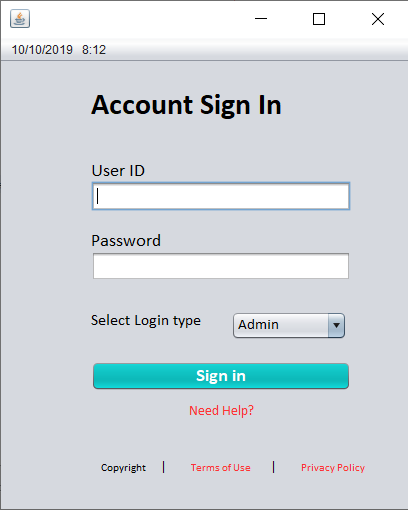 10/10/2019 8:12
Account Sign In
User ID
Password
Select Login type Admin
Sign in
Need Help?
Copyright | Terms of Use | Privacy Policy